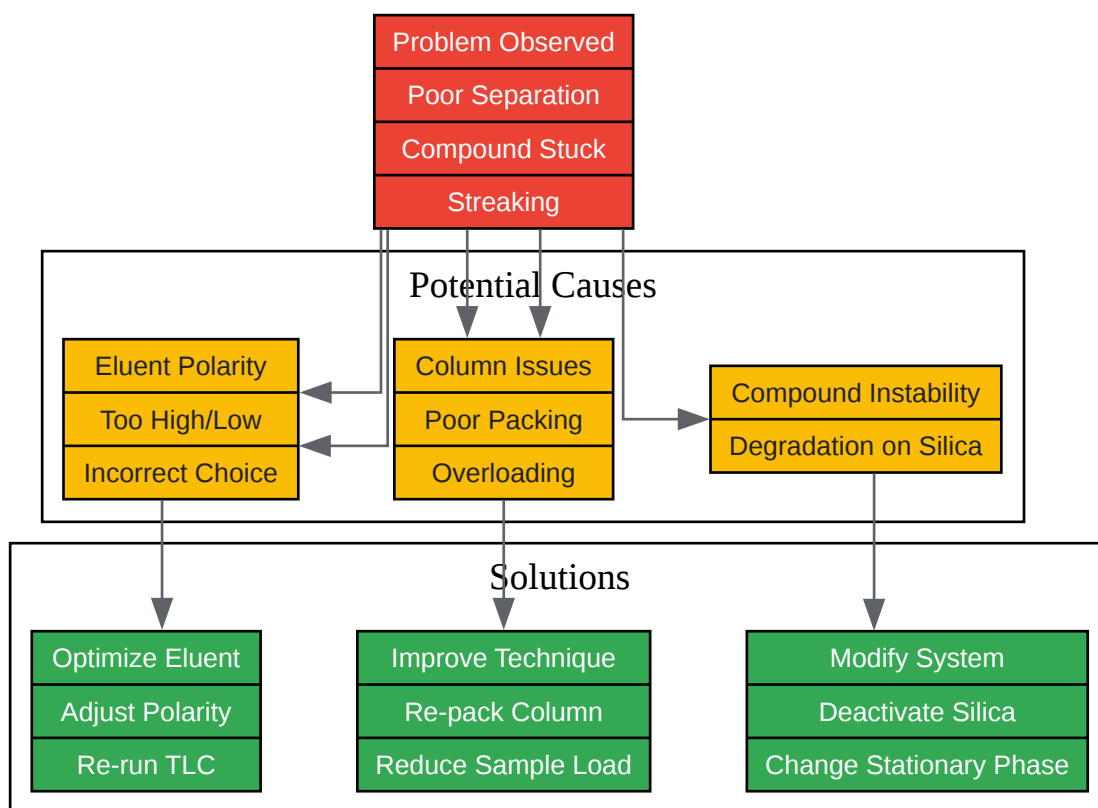 Problem Observed
Poor Separation
Compound Stuck
Streaking
Potential Causes
Eluent Polarity
Too High/Low
Incorrect Choice
Column Issues
Poor Packing
Overloading
Compound Instability
Degradation on Silica
Solutions
Optimize Eluent
Adjust Polarity
Re-run TLC
Improve Technique
Re-pack Column
Reduce Sample Load
Modify System
Deactivate Silica
Change Stationary Phase